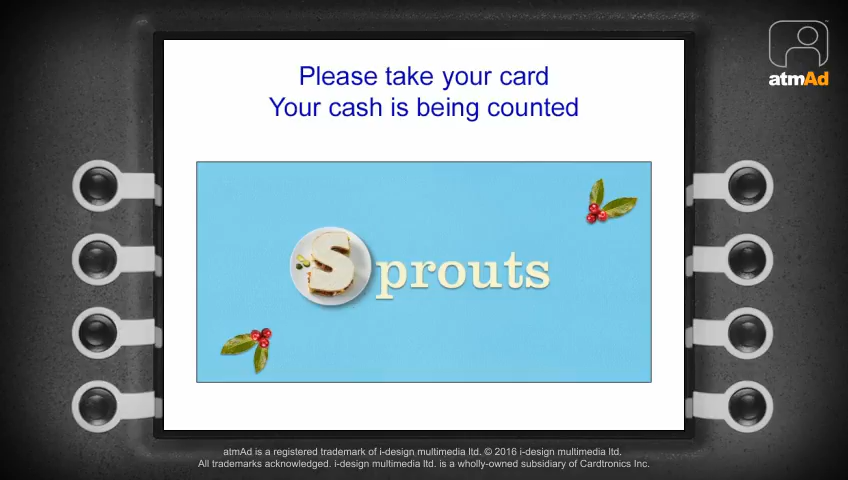 Please take your card
Your cash is being counted
atmAd
Sprouts
atmAd is a registered trademark of i-design multimedia ltd. © 2016 i-design multimedia ltd.
All trademarks acknowledged. i-design multimedia ltd. is a wholly-owned subsidiary of Cardtronics Inc.